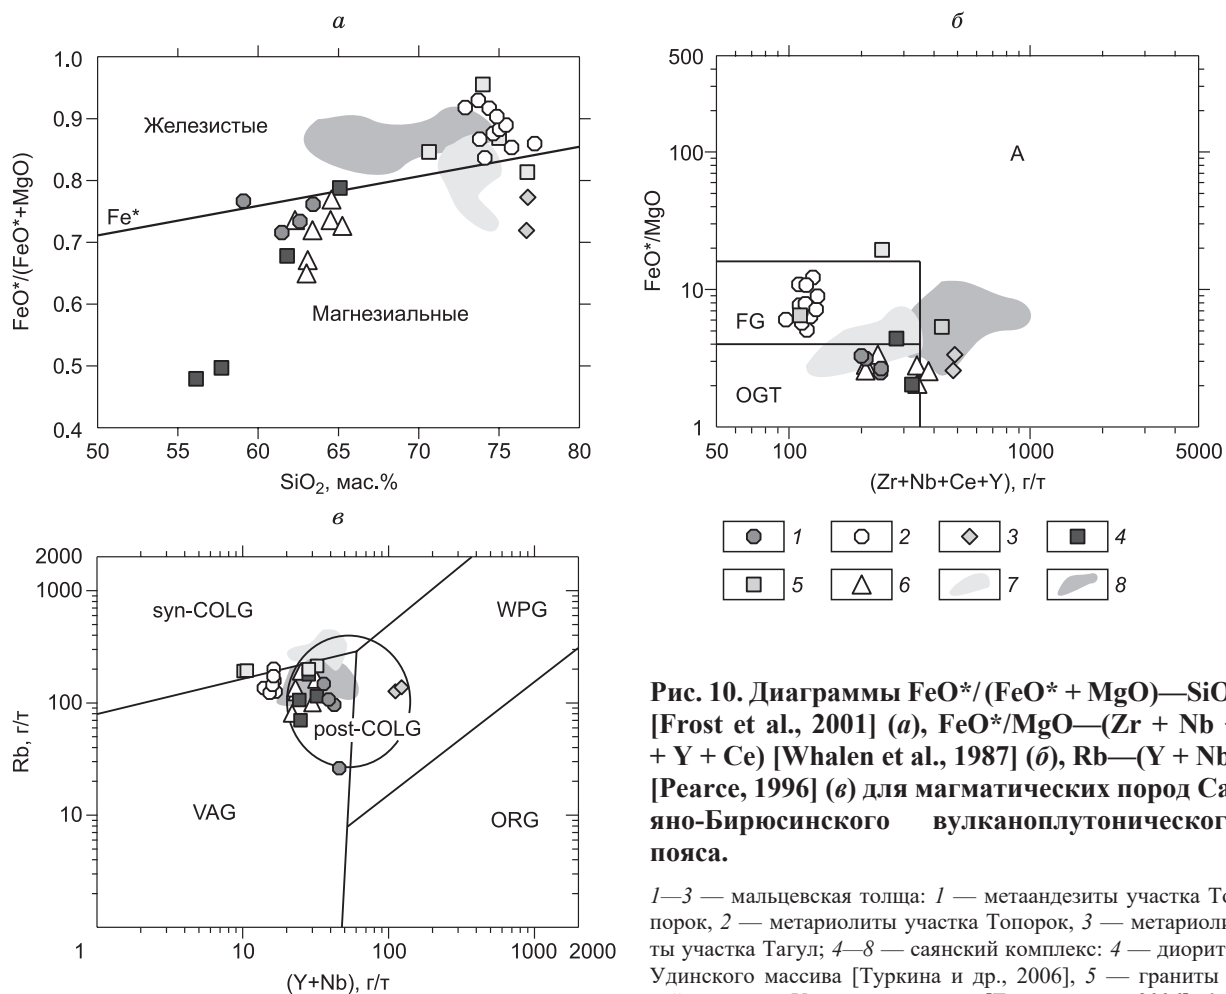 а
1.0
0.9
0.8
0.7
0.6
0.5
0.4
FeO*/(FeO*+MgO)
Железистые
Fe*
Магнезиальные
50 55 60 65 70 75 80
SiO₂, мас.%
б
500
100
10
1
FeO*/MgO
A
FG
OGT
50 100 1000 5000
(Zr+Nb+Ce+Y), г/т
1 2 3 4
5 6 7 8
в
2000
1000
100
10
1
Rb, г/т
syn-COLG
WPG
post-COLG
VAG
ORG
10 100 1000 2000
(Y+Nb), г/т
Рис. 10. Диаграммы FeO*/(FeO* + MgO)—SiO
[Frost et al., 2001] (а), FeO*/MgO—(Zr + Nb
+ Y + Ce) [Whalen et al., 1987] (б), Rb—(Y + Nb
[Pearce, 1996] (в) для магматических пород Са
яно-Бирюсинского вулканоплутонического
пояса.
1—3 — мальцевская толща: 1 — метаандезиты участка То
порок, 2 — метариолиты участка Топорок, 3 — метариоли
ты участка Тагул; 4—8 — саянский комплекс: 4 — диорит
Удинского массива [Туркина и др., 2006], 5 — граниты